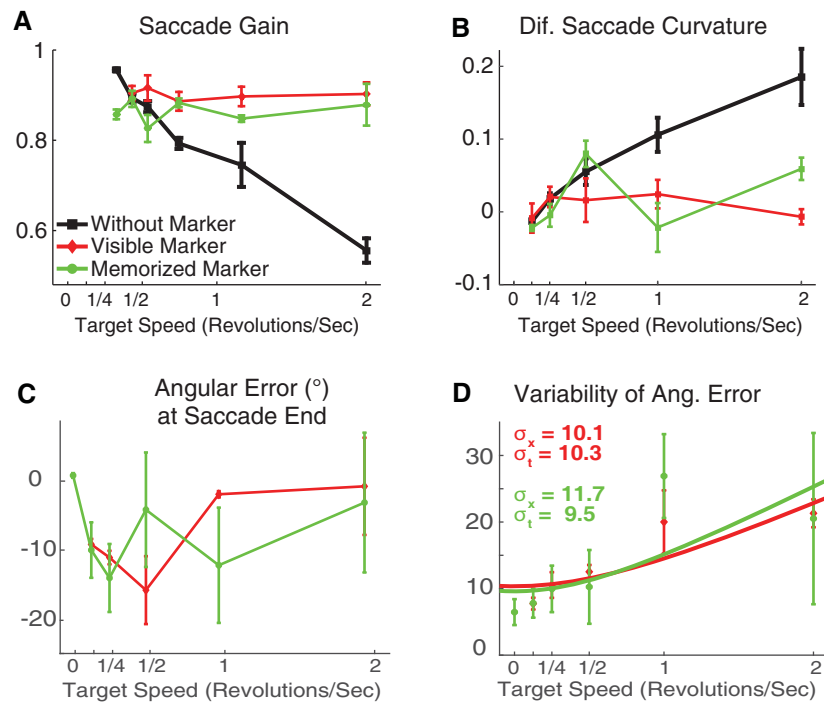 A
Saccade Gain
1
0.8
0.6
Without Marker
Visible Marker
Memorized Marker
0 1/4 1/2 1 2
Target Speed (Revolutions/Sec)
B
Dif. Saccade Curvature
0.2
0.1
0
-0.1
0 1/4 1/2 1 2
Target Speed (Revolutions/Sec)
C
Angular Error (°)
at Saccade End
0
-10
-20
0 1/4 1/2 1 2
Target Speed (Revolutions/Sec)
D
Variability of Ang. Error
σx = 10.1
σt = 10.3
σx = 11.7
σt = 9.5
30
20
10
0
0 1/4 1/2 1 2
Target Speed (Revolutions/Sec)